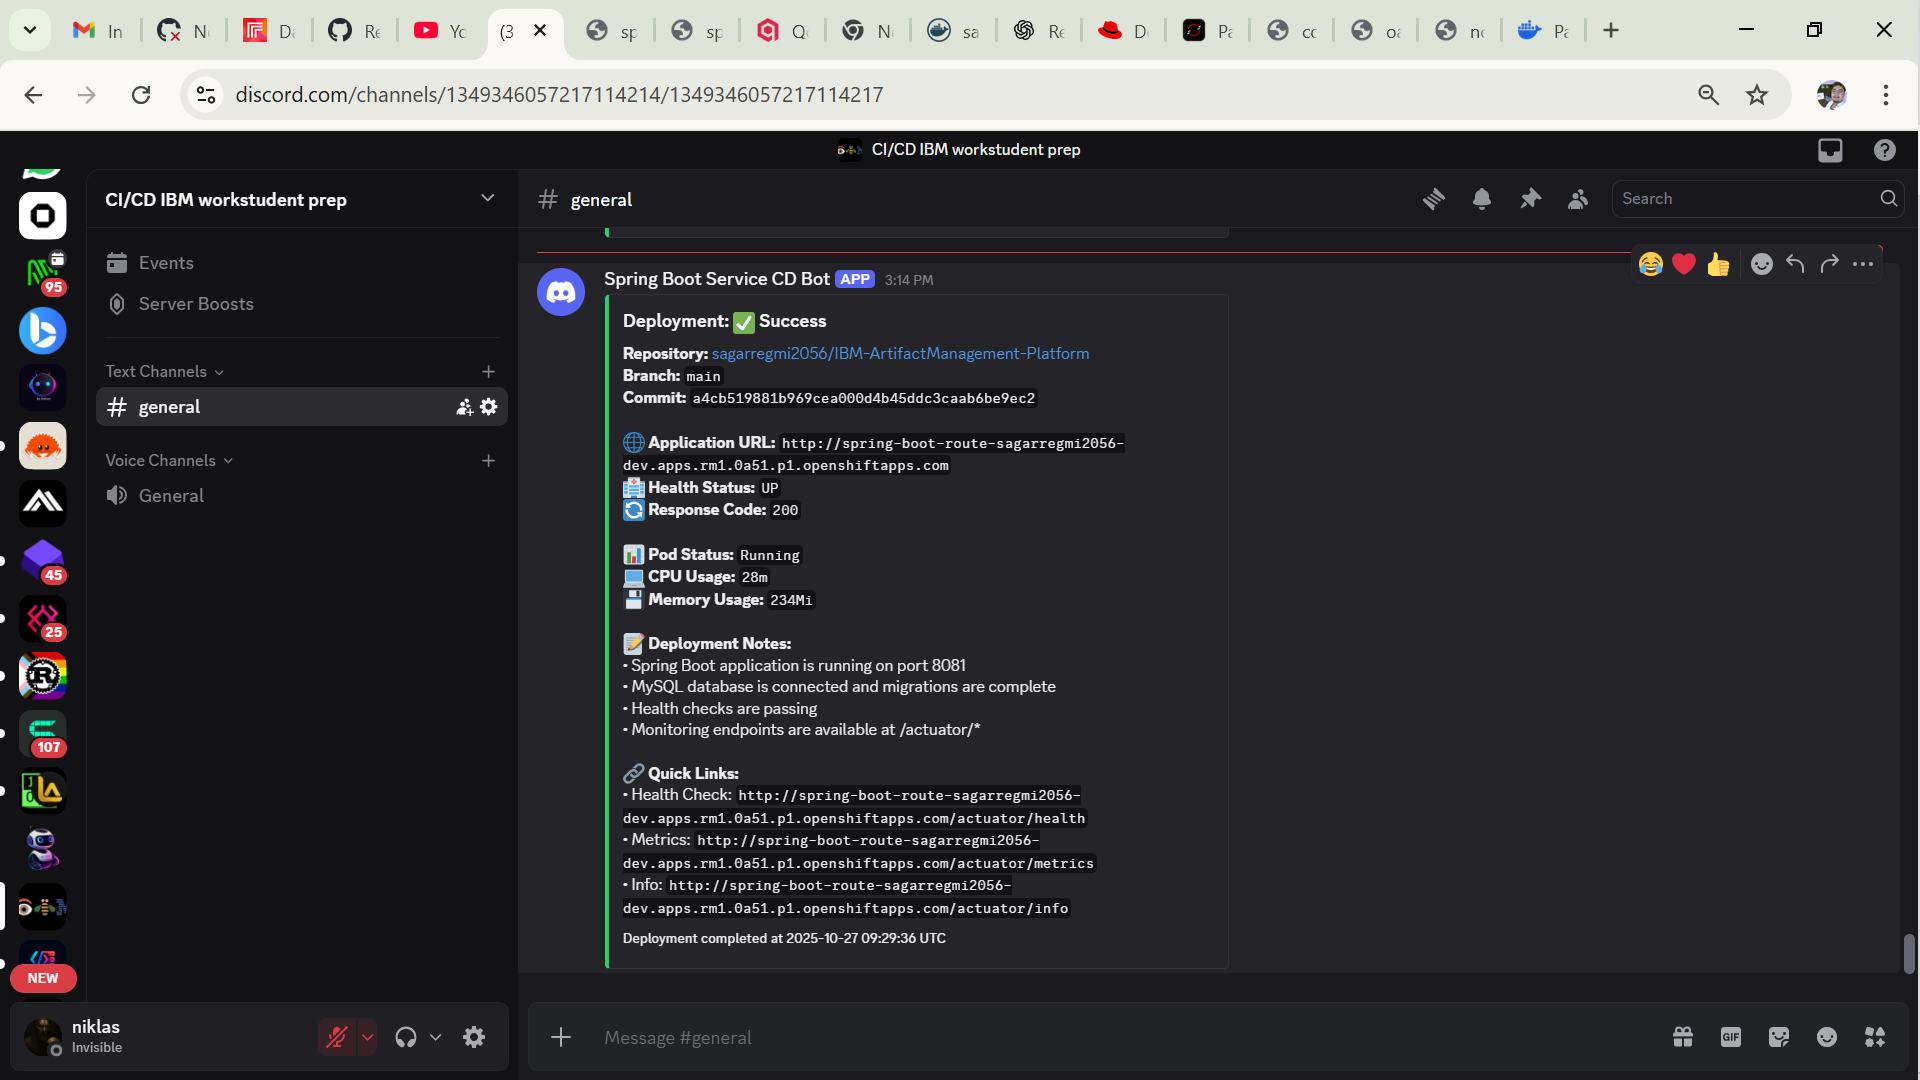 In
N
Da
Re
Yo
(3
sp
sp
Qu
Ne
sa
Re
D
Pa
cc
oa
no
Pa
discord.com/channels/1349346057217114214/1349346057217114217
CI/CD IBM workstudent prep
CI/CD IBM workstudent prep
general
Search
Events
Server Boosts
Text Channels
general
Voice Channels
General
95
45
25
107
NEW
niklas
Invisible
Spring Boot Service CD Bot APP 3:14 PM
Deployment: ✅ Success
Repository: sagarregmi2056/IBM-ArtifactManagement-Platform
Branch: main
Commit: a4cb519881b969cea000d4b45ddc3caab6be9ec2
🌐 Application URL: http://spring-boot-route-sagarregmi2056-
dev.apps.rm1.0a51.p1.openshiftapps.com
🏥 Health Status: UP
🔄 Response Code: 200
📊 Pod Status: Running
💻 CPU Usage: 28m
💾 Memory Usage: 234Mi
📝 Deployment Notes:
• Spring Boot application is running on port 8081
• MySQL database is connected and migrations are complete
• Health checks are passing
• Monitoring endpoints are available at /actuator/*
🔗 Quick Links:
• Health Check: http://spring-boot-route-sagarregmi2056-
dev.apps.rm1.0a51.p1.openshiftapps.com/actuator/health
• Metrics: http://spring-boot-route-sagarregmi2056-
dev.apps.rm1.0a51.p1.openshiftapps.com/actuator/metrics
• Info: http://spring-boot-route-sagarregmi2056-
dev.apps.rm1.0a51.p1.openshiftapps.com/actuator/info
Deployment completed at 2025-10-27 09:29:36 UTC
Message #general
GIF